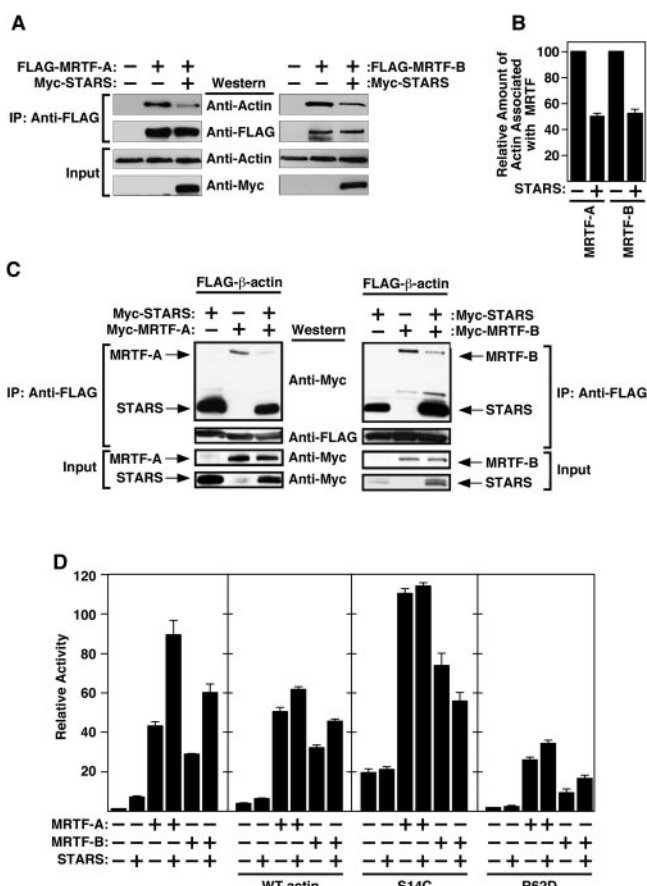 A
FLAG-MRTF-A: – + + – + + :FLAG-MRTF-B
Myc-STARS: – – + Western – – + :Myc-STARS
IP: Anti-FLAG
Anti-Actin
Anti-FLAG
Input
Anti-Actin
Anti-Myc
B
Relative Amount of
Actin Associated
with MRTF
100
80
60
40
20
STARS: – + – +
MRTF-A
MRTF-B
C
FLAG-β-actin FLAG-β-actin
Myc-STARS: + – + + – + :Myc-STARS
Myc-MRTF-A: – + + Western – + + :Myc-MRTF-B
MRTF-A MRTF-B
IP: Anti-FLAG Anti-Myc IP: Anti-FLAG
STARS STARS
Anti-FLAG
Input MRTF-A Anti-Myc MRTF-B Input
STARS Anti-Myc STARS
D
Relative Activity
120
100
80
60
40
20
MRTF-A: – – + + – – – – + + – – – – + + – – – – + + – –
MRTF-B: – – – – + + – – – – + + – – – – + + – – – – + +
STARS: – + – + – + – + – + – + – + – + – + – + – + – +
WT actin S14C R62D